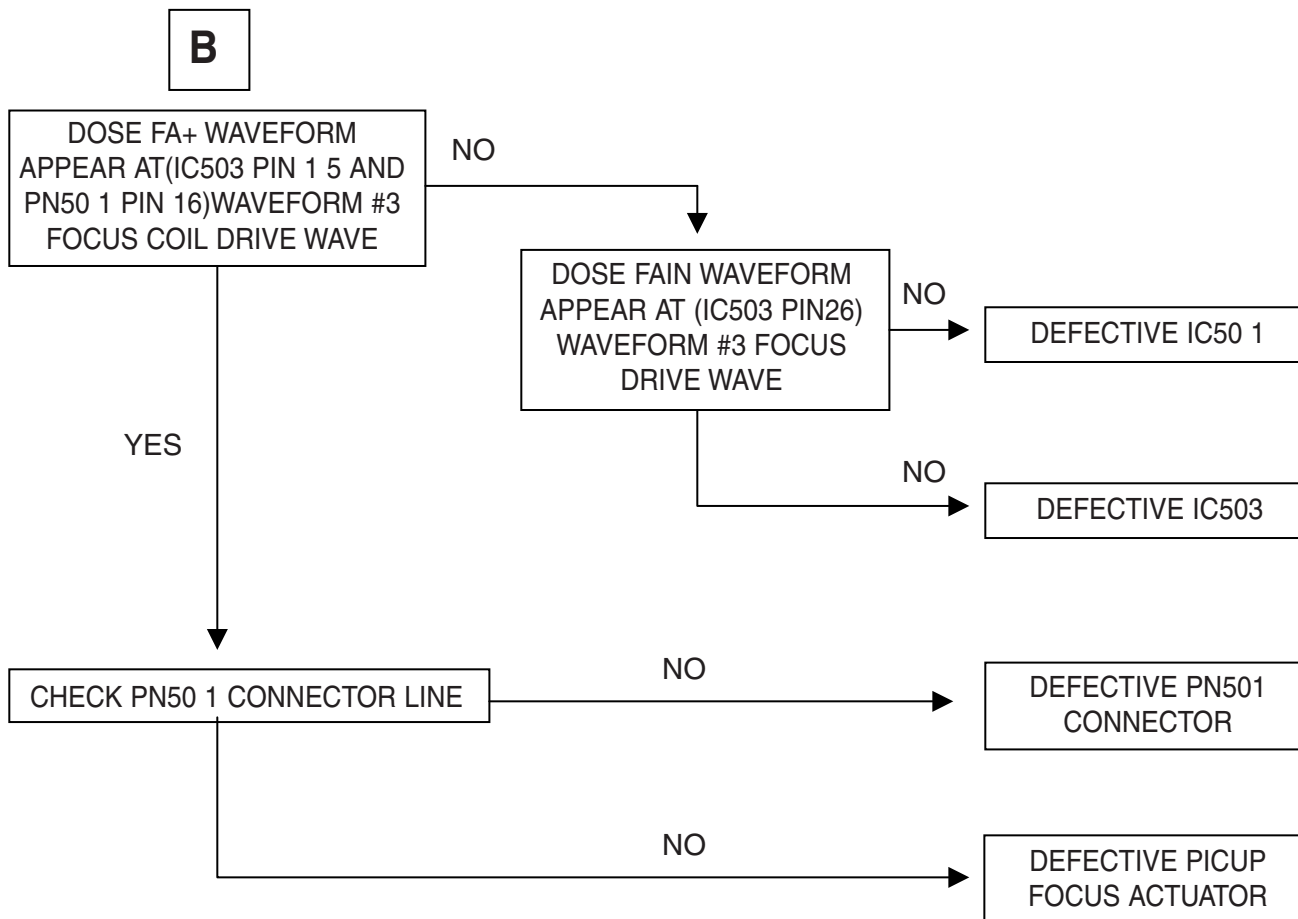 B
DOSE FA+ WAVEFORM
APPEAR AT(IC503 PIN 1 5 AND
PN50 1 PIN 16)WAVEFORM #3
FOCUS COIL DRIVE WAVE
NO
DOSE FAIN WAVEFORM
APPEAR AT (IC503 PIN26)
WAVEFORM #3 FOCUS
DRIVE WAVE
NO
DEFECTIVE IC50 1
YES
NO
DEFECTIVE IC503
CHECK PN50 1 CONNECTOR LINE
NO
DEFECTIVE PN501
CONNECTOR
NO
DEFECTIVE PICUP
FOCUS ACTUATOR